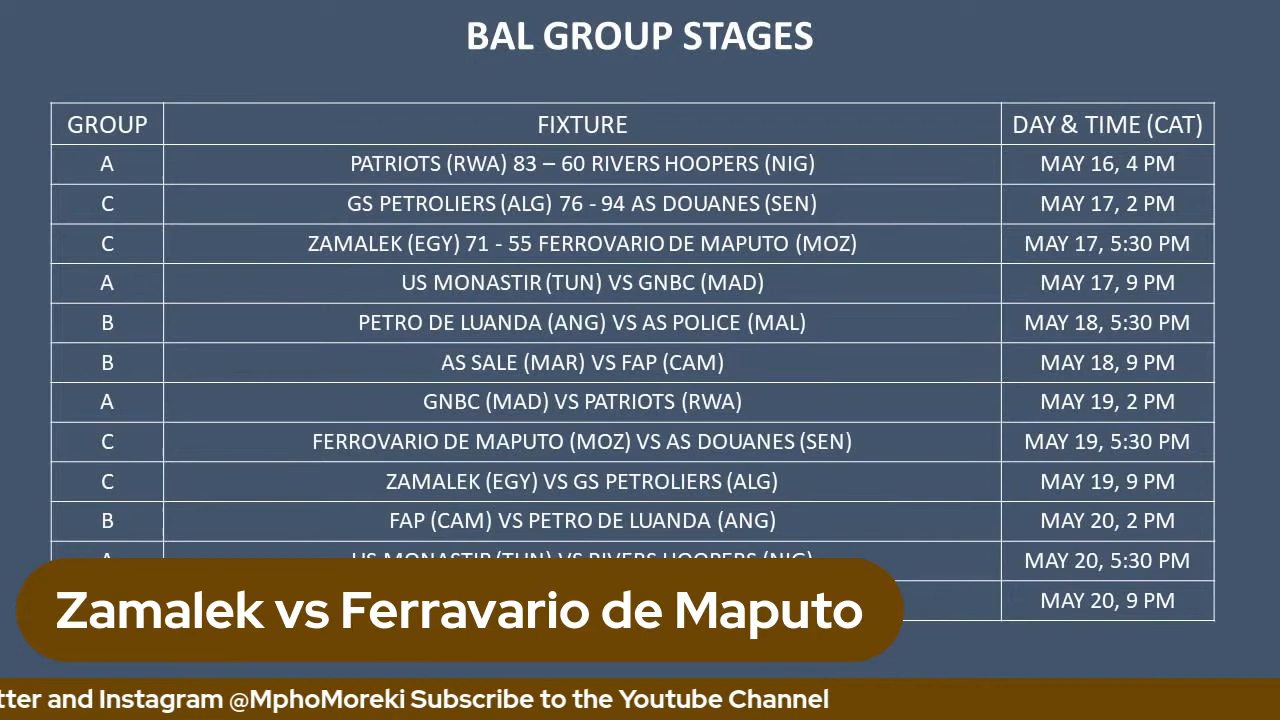 BAL GROUP STAGES
GROUP FIXTURE DAY & TIME (CAT)
A PATRIOTS (RWA) 83 – 60 RIVERS HOOPERS (NIG) MAY 16, 4 PM
C GS PETROLIERS (ALG) 76 - 94 AS DOUANES (SEN) MAY 17, 2 PM
C ZAMALEK (EGY) 71 - 55 FERROVARIO DE MAPUTO (MOZ) MAY 17, 5:30 PM
A US MONASTIR (TUN) VS GNBC (MAD) MAY 17, 9 PM
B PETRO DE LUANDA (ANG) VS AS POLICE (MAL) MAY 18, 5:30 PM
B AS SALE (MAR) VS FAP (CAM) MAY 18, 9 PM
A GNBC (MAD) VS PATRIOTS (RWA) MAY 19, 2 PM
C FERROVARIO DE MAPUTO (MOZ) VS AS DOUANES (SEN) MAY 19, 5:30 PM
C ZAMALEK (EGY) VS GS PETROLIERS (ALG) MAY 19, 9 PM
B FAP (CAM) VS PETRO DE LUANDA (ANG) MAY 20, 2 PM
A US MONASTIR (TUN) VS RIVERS HOOPERS (NIG) MAY 20, 5:30 PM
MAY 20, 9 PM
Zamalek vs Ferravario de Maputo
tter and Instagram @MphoMoreki Subscribe to the Youtube Channel